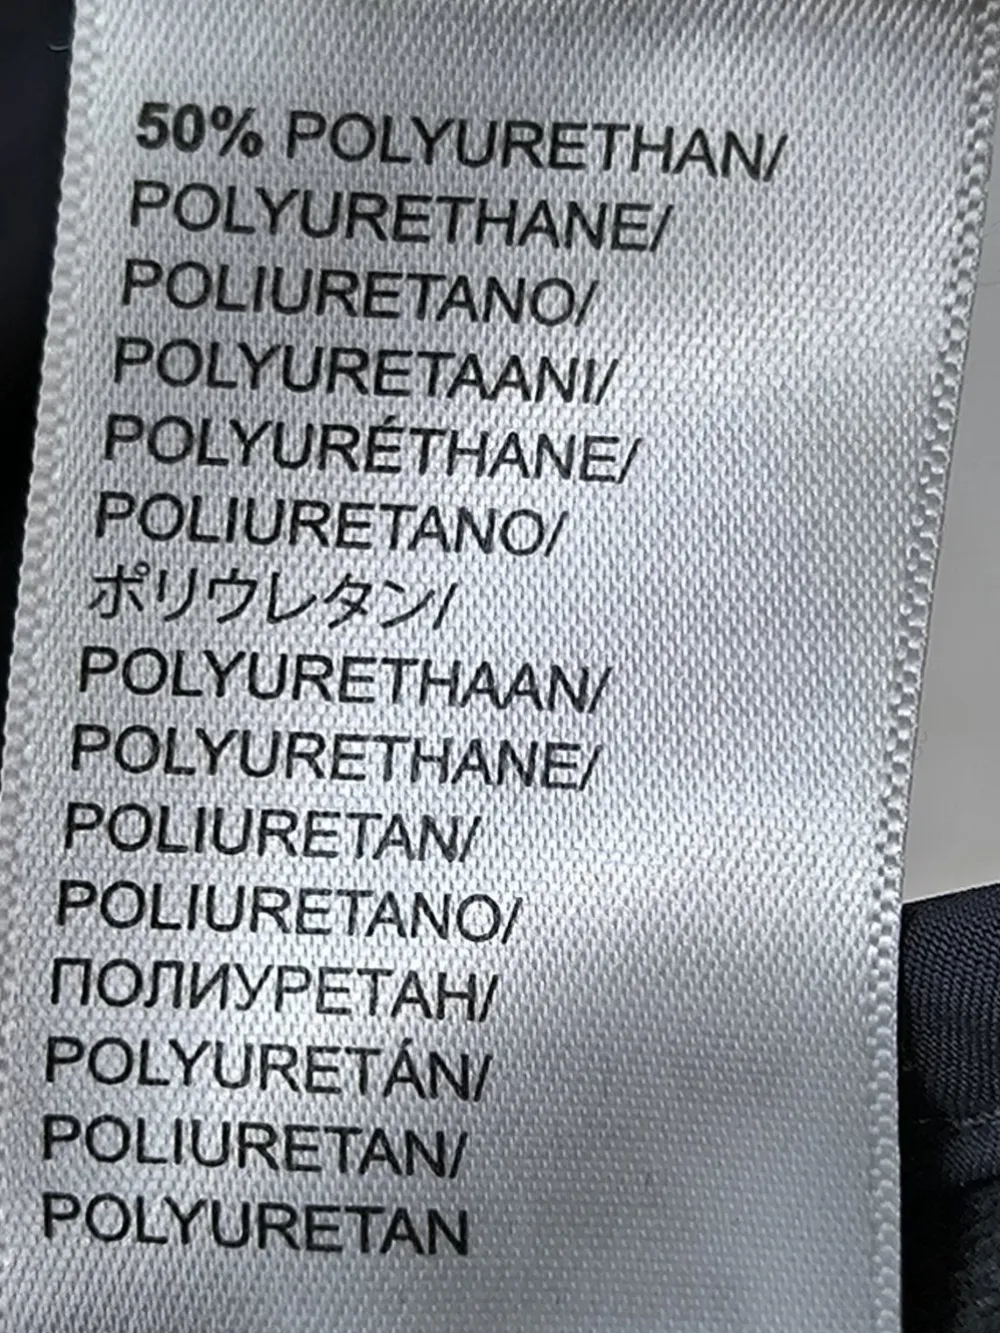 50% POLYURETHAN/
POLYURETHANE/
POLIURETANO/
POLYURETAANI/
POLYURÉTHANE/
POLIURETANO/
ポリウレタン/
POLYURETHAAN/
POLYURETHANE/
POLIURETAN/
POLIURETANO/
ПОЛИУРЕТАН/
POLYURETÁN/
POLIURETAN/
POLYURETAN